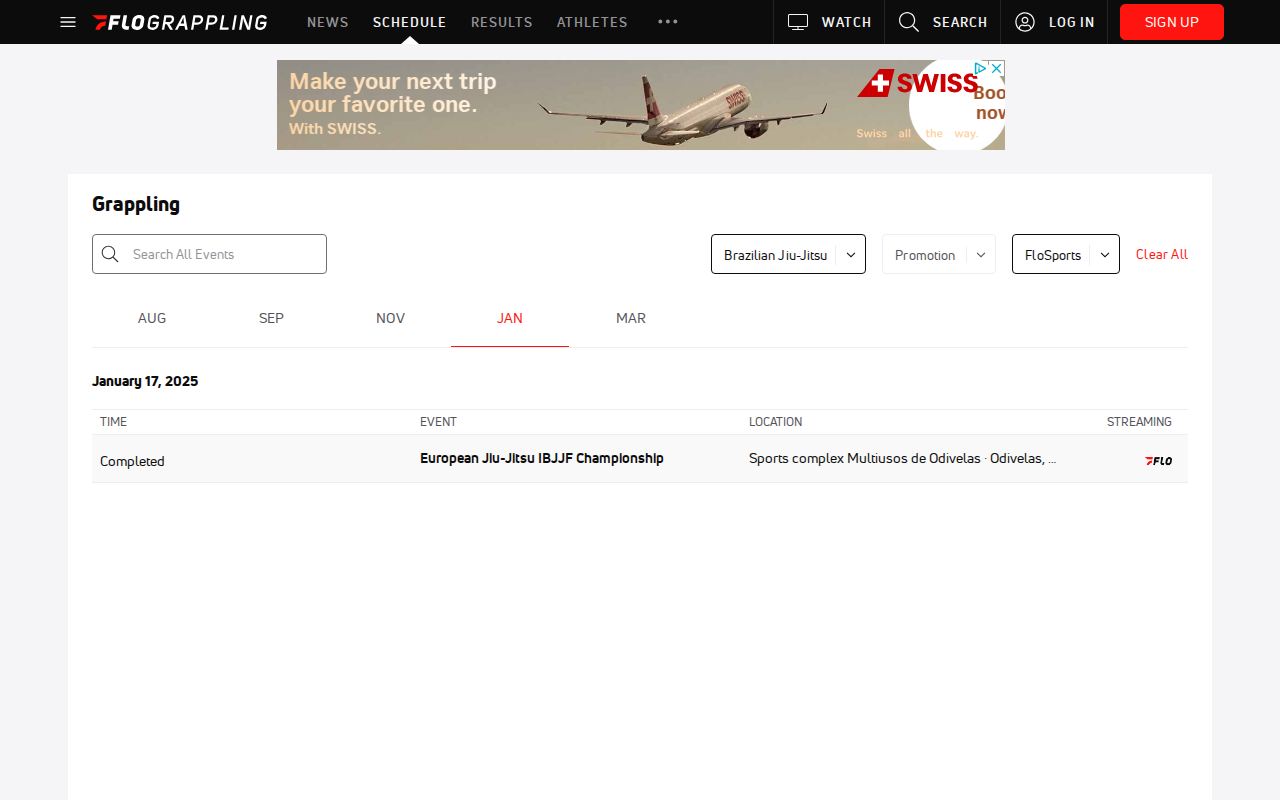 FLOGRAPPLING NEWS SCHEDULE RESULTS ATHLETES WATCH SEARCH LOG IN SIGN UP
Make your next trip
your favorite one.
With SWISS.
SWISS
SWISS
Swiss all the way.
Boo
now
Grappling
Search All Events
Brazilian Jiu-Jitsu
Promotion
FloSports
Clear All
AUG SEP NOV JAN MAR
January 17, 2025
TIME EVENT LOCATION STREAMING
Completed European Jiu-Jitsu IBJJF Championship Sports complex Multiusos de Odivelas · Odivelas, ... FLO